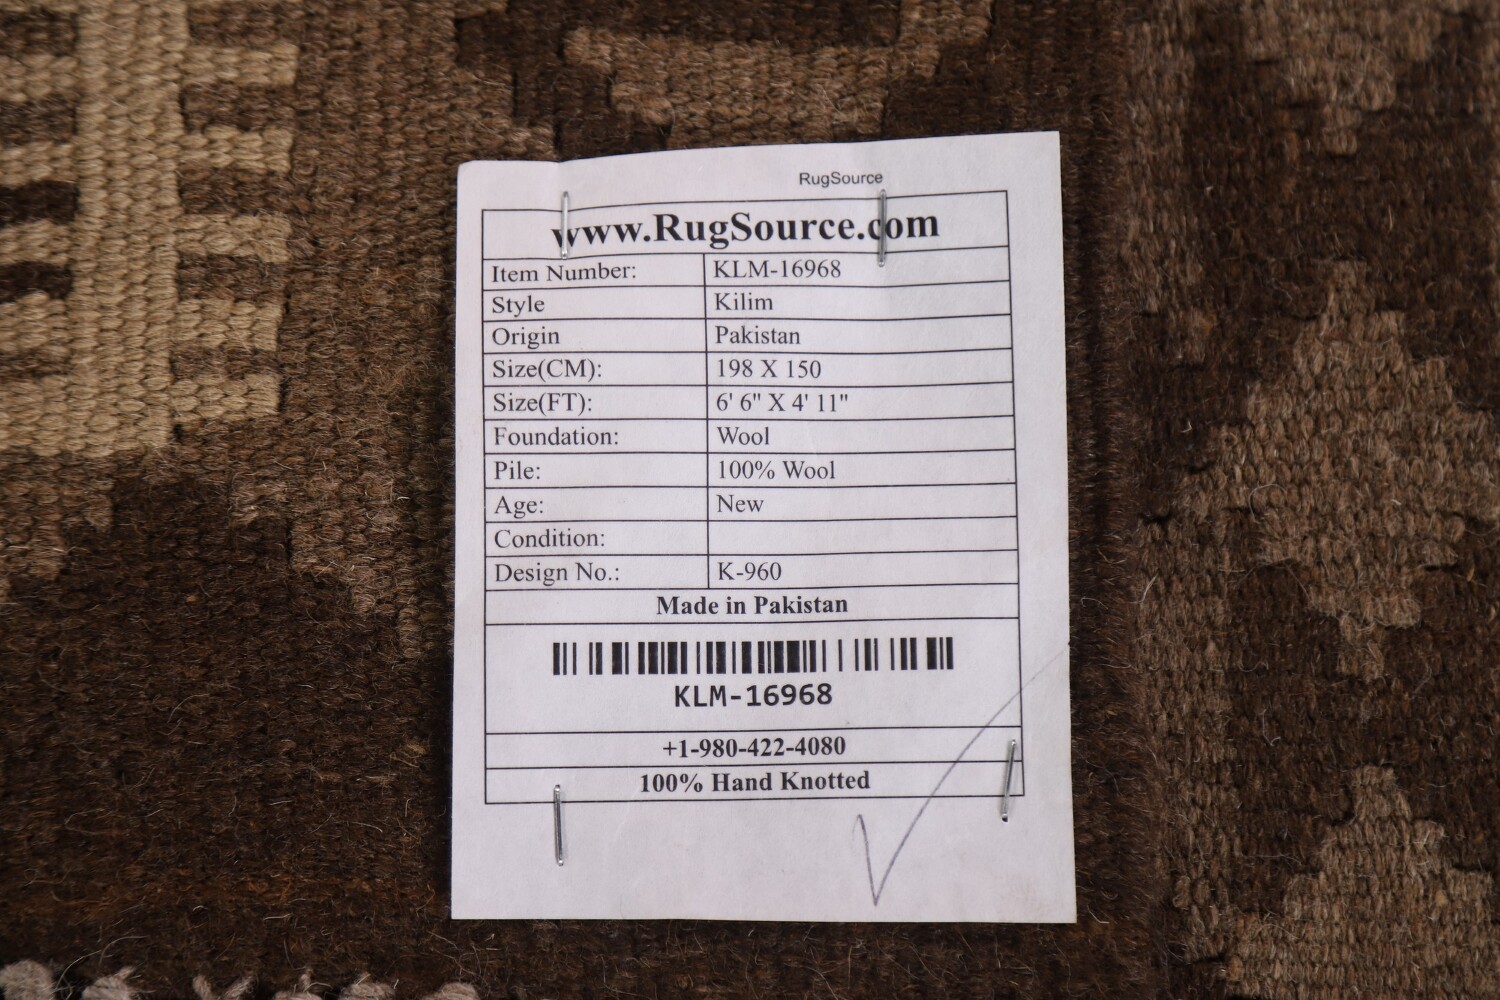 RugSource
www.RugSource.com
Item Number: KLM-16968
Style Kilim
Origin Pakistan
Size(CM): 198 X 150
Size(FT): 6' 6" X 4' 11"
Foundation: Wool
Pile: 100% Wool
Age: New
Condition:
Design No.: K-960
Made in Pakistan
KLM-16968
+1-980-422-4080
100% Hand Knotted